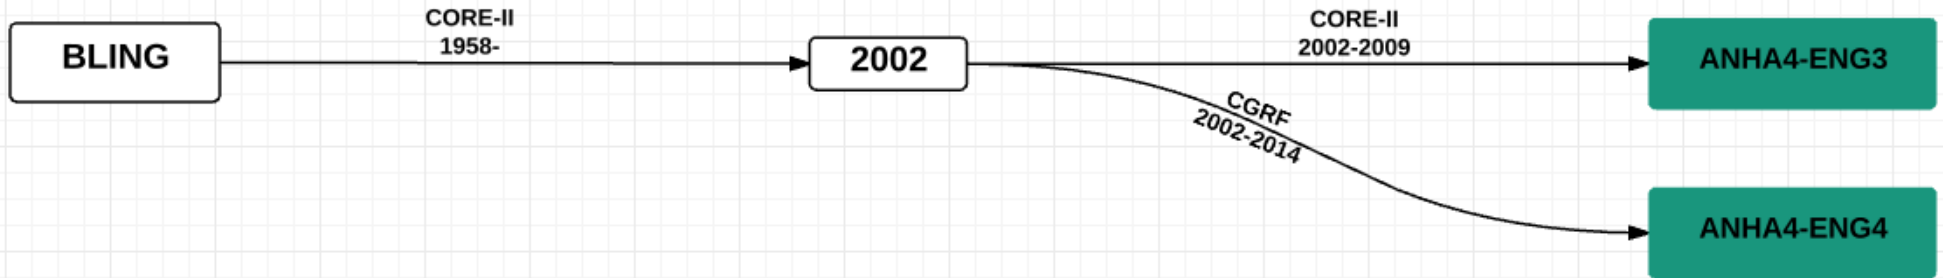 BLING
CORE-II
1958-
2002
CORE-II
2002-2009
ANHA4-ENG3
CGRF
2002-2014
ANHA4-ENG4